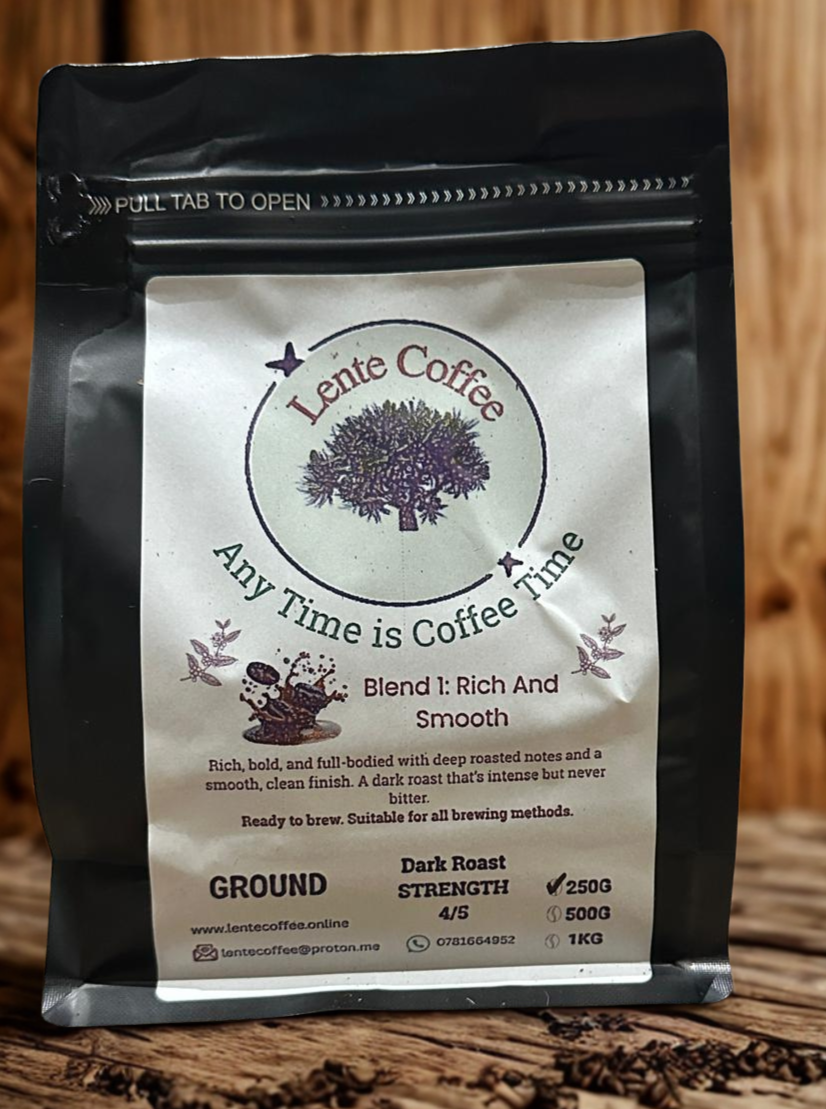 PULL TAB TO OPEN
Lente Coffee
Any Time is Coffee Time
Blend 1: Rich And
Smooth
Rich, bold, and full-bodied with deep roasted notes and a
smooth, clean finish. A dark roast that's intense but never
bitter.
Ready to brew. Suitable for all brewing methods.
GROUND
Dark Roast
STRENGTH
4/5
250G
500G
1KG
www.lentecoffee.online
lentecoffee@proton.me
0781664952